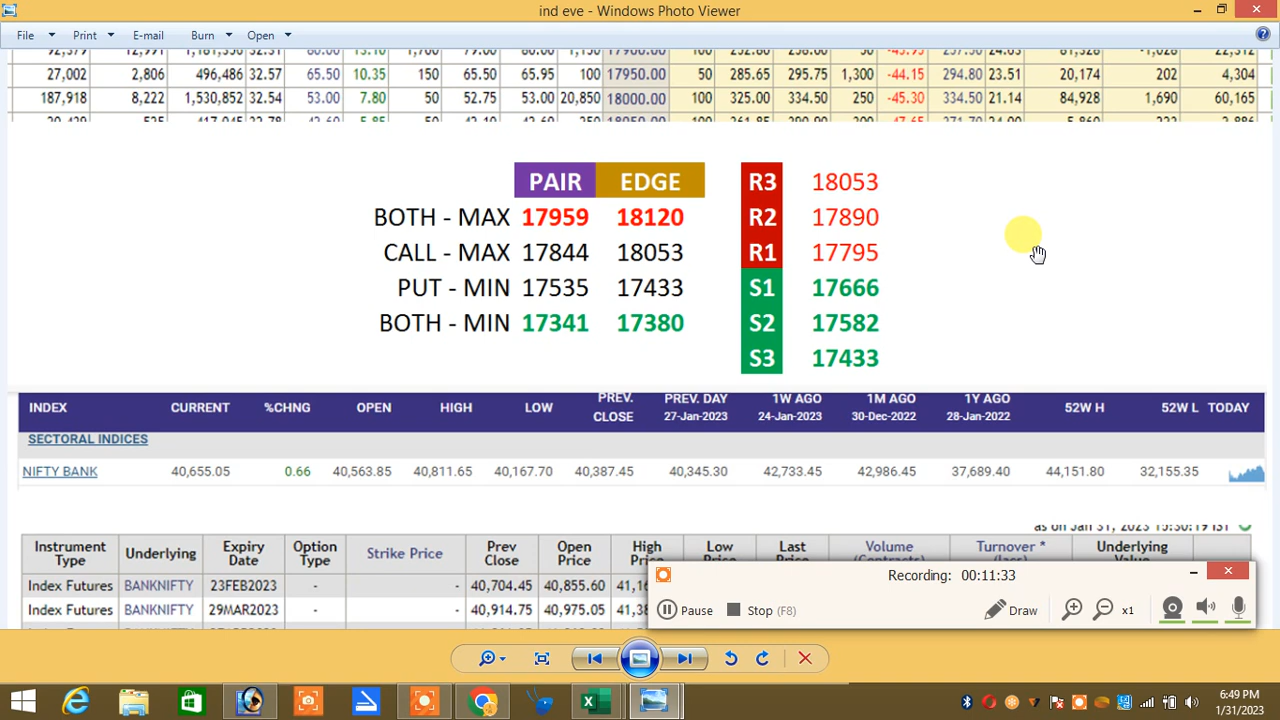 ind eve - Windows Photo Viewer
File Print E-mail Burn Open
27,002 2,806 496,486 32.57 65.50 10.35 150 65.50 65.95 100 17950.00 50 285.65 295.75 1,300 -44.15 294.80 23.51 20,174 202 4,304
187,918 8,222 1,530,852 32.54 53.00 7.80 50 52.75 53.00 20,850 18000.00 100 325.00 334.50 250 -45.30 334.50 21.14 84,928 1,690 60,165
PAIR EDGE R3 18053
BOTH - MAX 17959 18120 R2 17890
CALL - MAX 17844 18053 R1 17795
PUT - MIN 17535 17433 S1 17666
BOTH - MIN 17341 17380 S2 17582
S3 17433
INDEX CURRENT %CHNG OPEN HIGH LOW PREV. CLOSE PREV. DAY 27-Jan-2023 1W AGO 24-Jan-2023 1M AGO 30-Dec-2022 1Y AGO 28-Jan-2022 52W H 52W L TODAY
SECTORAL INDICES
NIFTY BANK 40,655.05 0.66 40,563.85 40,811.65 40,167.70 40,387.45 40,345.30 42,733.45 42,986.45 37,689.40 44,151.80 32,155.35
as on Jan 31, 2023 15:30:19 IST
Instrument Type Underlying Expiry Date Option Type Strike Price Prev Close Open Price High Low Last Volume Turnover * Underlying
Index Futures BANKNIFTY 23FEB2023 - - 40,704.45 40,855.60
Index Futures BANKNIFTY 29MAR2023 - - 40,914.75 40,975.05
Recording: 00:11:33
Pause Stop (F8) Draw x1
6:49 PM
1/31/2023